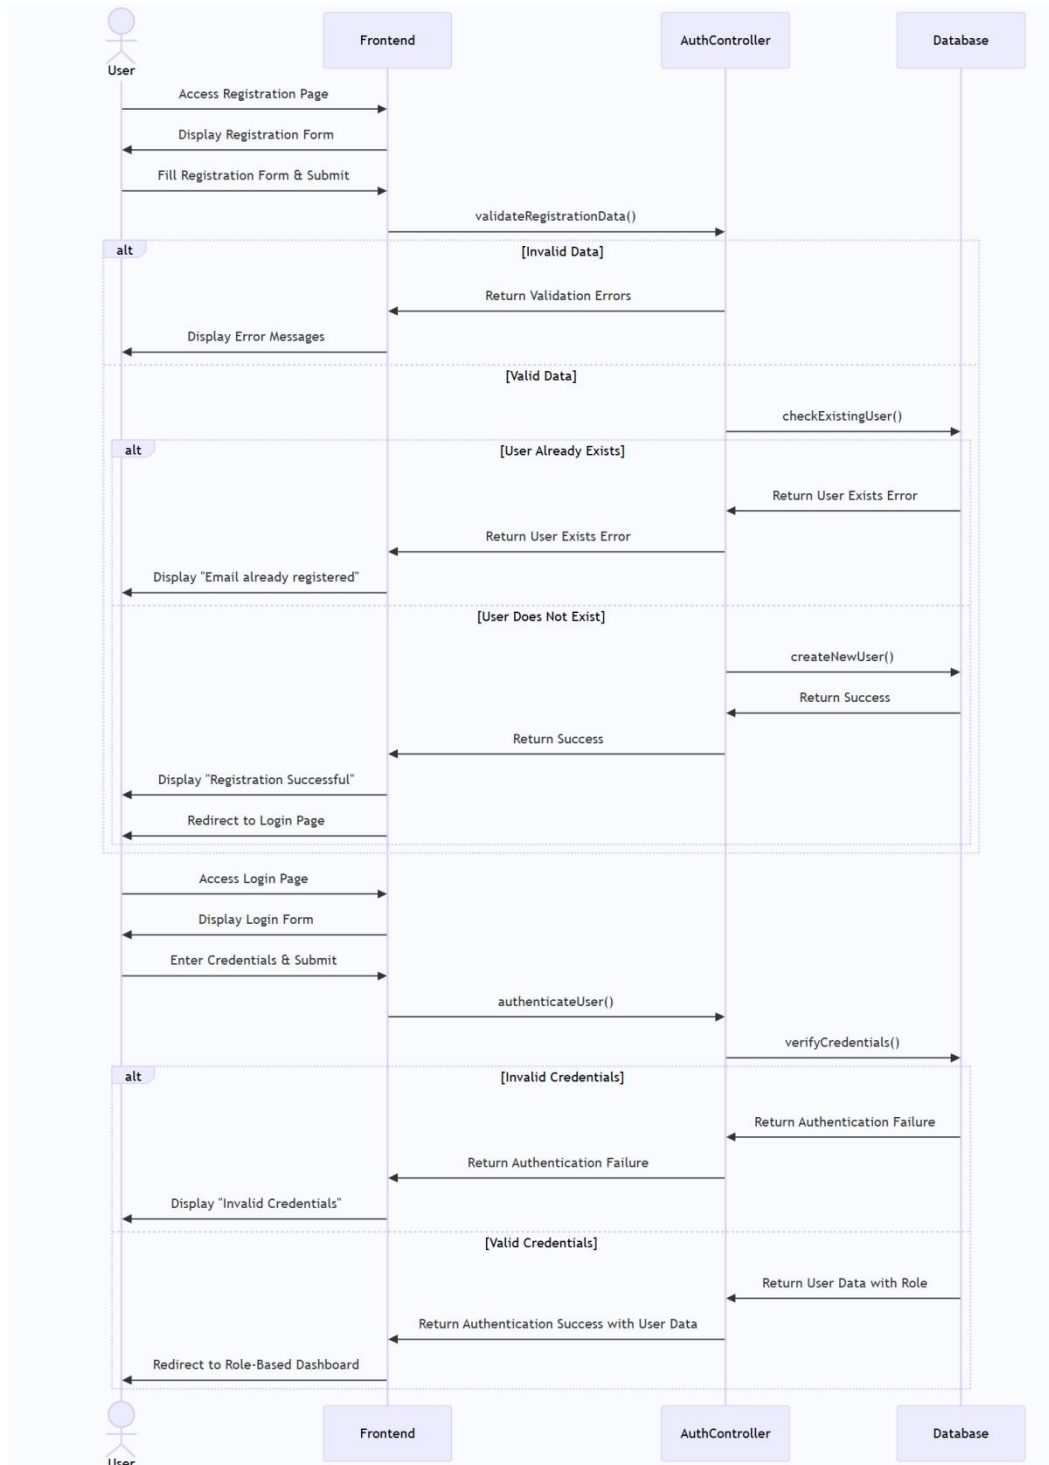 Frontend
AuthController
Database
User
Access Registration Page
Display Registration Form
Fill Registration Form & Submit
validateRegistrationData()
alt
[Invalid Data]
Return Validation Errors
Display Error Messages
[Valid Data]
checkExistingUser()
alt
[User Already Exists]
Return User Exists Error
Return User Exists Error
Display "Email already registered"
[User Does Not Exist]
createNewUser()
Return Success
Return Success
Display "Registration Successful"
Redirect to Login Page
Access Login Page
Display Login Form
Enter Credentials & Submit
authenticateUser()
verifyCredentials()
alt
[Invalid Credentials]
Return Authentication Failure
Return Authentication Failure
Display "Invalid Credentials"
[Valid Credentials]
Return User Data with Role
Return Authentication Success with User Data
Redirect to Role-Based Dashboard
Frontend
AuthController
Database
User